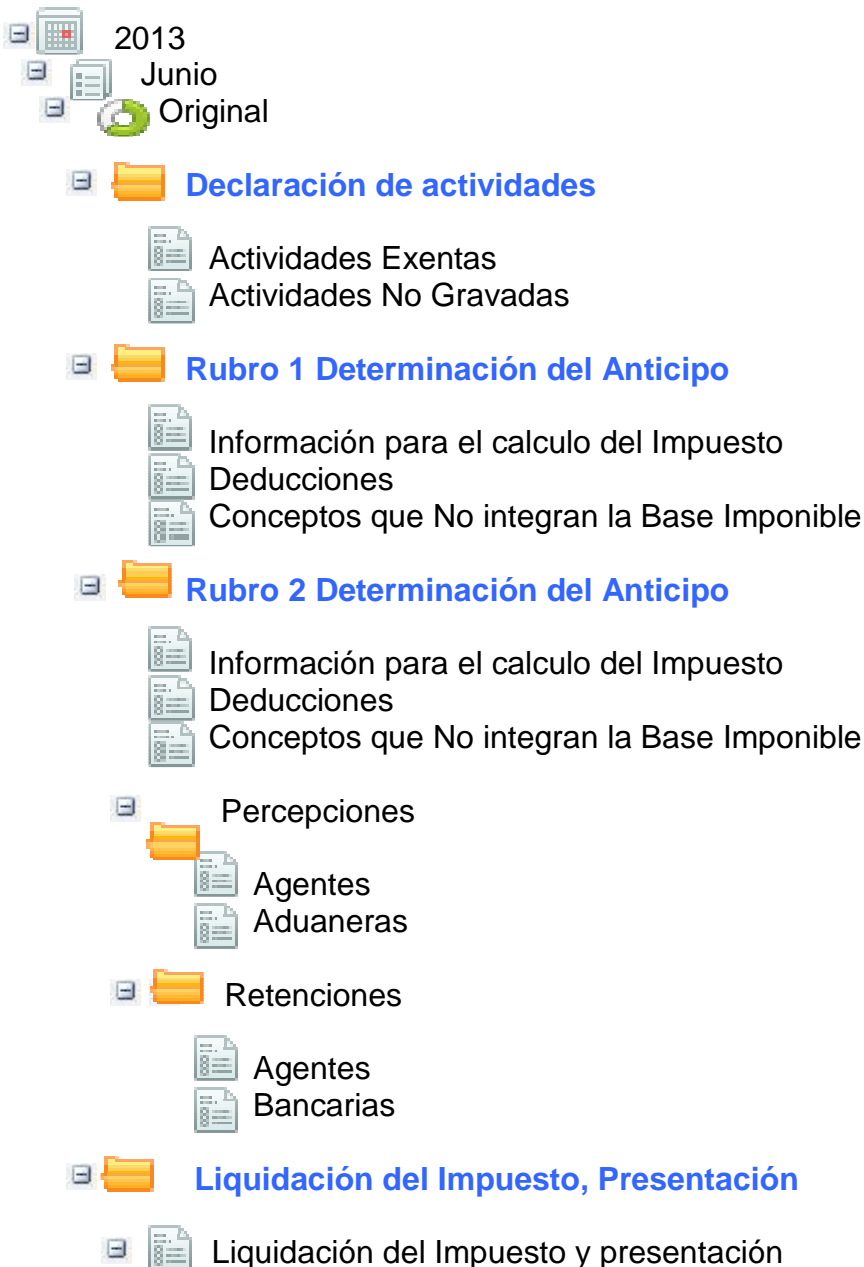 2013
Junio
Original
Declaración de actividades
Actividades Exentas
Actividades No Gravadas
Rubro 1 Determinación del Anticipo
Información para el calculo del Impuesto
Deducciones
Conceptos que No integran la Base Imponible
Rubro 2 Determinación del Anticipo
Información para el calculo del Impuesto
Deducciones
Conceptos que No integran la Base Imponible
Percepciones
Agentes
Aduaneras
Retenciones
Agentes
Bancarias
Liquidación del Impuesto, Presentación
Liquidación del Impuesto y presentación